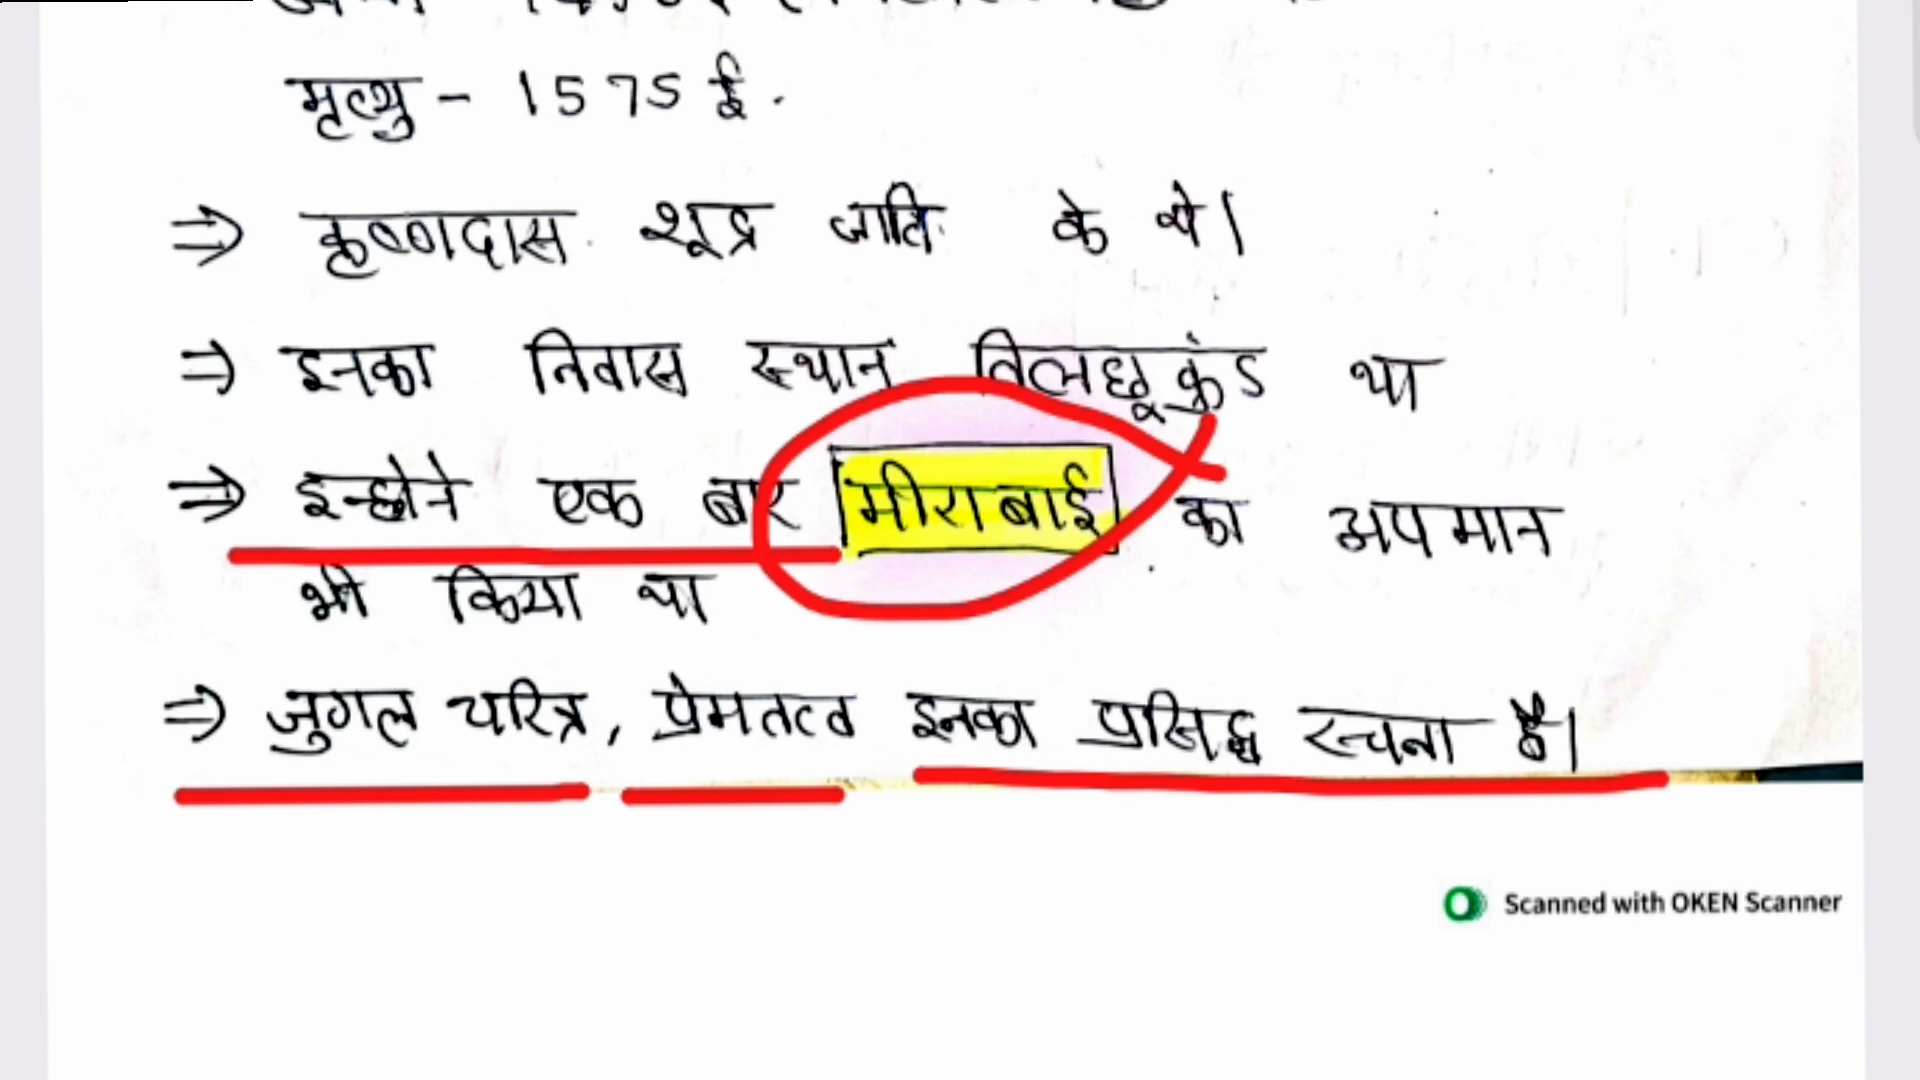 मृत्यु - 1575 ई.
⇒ कृष्णदास शूद्र जाति के थे।
⇒ इनका निवास स्थान बिलछूकुंड था
⇒ इन्होने एक बार मीराबाई का अपमान
भी किया था
⇒ जुगल चरित्र, प्रेमतत्व इनका प्रसिद्ध रचना है।
Scanned with OKEN Scanner